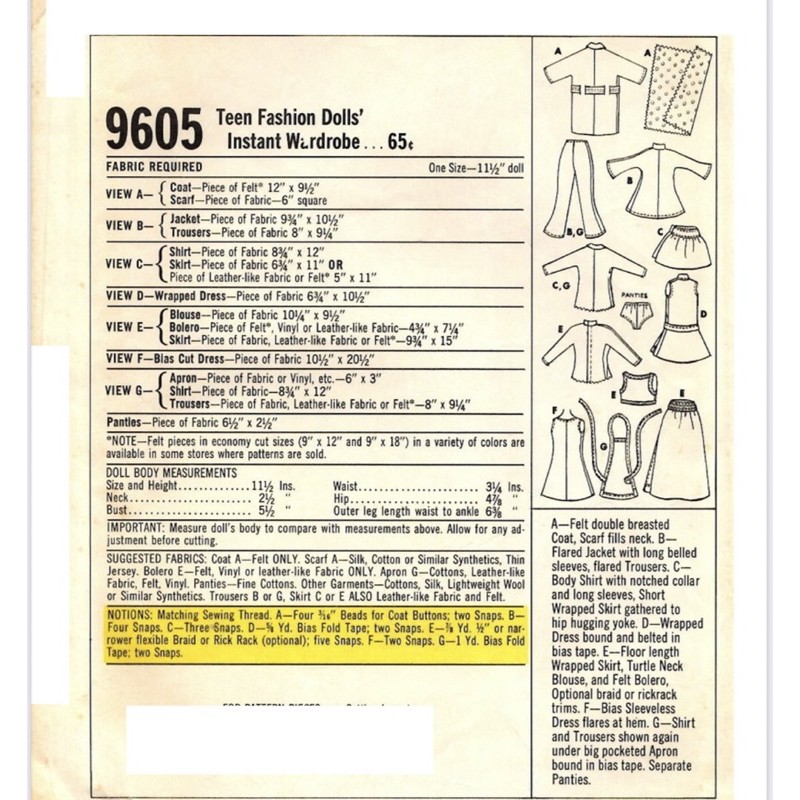 9605 Teen Fashion Dolls'
Instant Wardrobe... 65¢
FABRIC REQUIRED One Size—11½" doll
VIEW A— Coat—Piece of Felt* 12" x 9½"
Scarf—Piece of Fabric—6" square
VIEW B— Jacket—Piece of Fabric 9¾" x 10½"
Trousers—Piece of Fabric 8" x 9¼"
VIEW C— Shirt—Piece of Fabric 8¾" x 12"
Skirt—Piece of Fabric 6¾" x 11" OR
Piece of Leather-like Fabric or Felt* 5" x 11"
VIEW D—Wrapped Dress—Piece of Fabric 6¾" x 10½"
VIEW E— Blouse—Piece of Fabric 10¼" x 9½"
Bolero—Piece of Felt*, Vinyl or Leather-like Fabric—4¾" x 7¼"
Skirt—Piece of Fabric, Leather-like Fabric or Felt*—9¾" x 15"
VIEW F—Bias Cut Dress—Piece of Fabric 10½" x 20½"
VIEW G— Apron—Piece of Fabric or Vinyl, etc.—6" x 3"
Shirt—Piece of Fabric—8¾" x 12"
Trousers—Piece of Fabric, Leather-like Fabric or Felt*—8" x 9¼"
Panties—Piece of Fabric 6½" x 2½"
*NOTE—Felt pieces in economy cut sizes (9" x 12" and 9" x 18") in a variety of colors are
available in some stores where patterns are sold.
DOLL BODY MEASUREMENTS
Size and Height............11½ Ins. Waist......................3¼ Ins.
Neck......................2½ " Hip........................4⅞ "
Bust......................5½ " Outer leg length waist to ankle 6⅜ "
IMPORTANT: Measure doll's body to compare with measurements above. Allow for any ad-
justment before cutting.
SUGGESTED FABRICS: Coat A—Felt ONLY. Scarf A—Silk, Cotton or Similar Synthetics, Thin
Jersey. Bolero E—Felt, Vinyl or leather-like Fabric ONLY. Apron G—Cottons, Leather-like
Fabric, Felt, Vinyl. Panties—Fine Cottons. Other Garments—Cottons, Silk, Lightweight Wool
or Similar Synthetics. Trousers B or G, Skirt C or E ALSO Leather-like Fabric and Felt.
NOTIONS: Matching Sewing Thread. A—Four 3/16" Beads for Coat Buttons; two Snaps. B—
Four Snaps. C—Three Snaps. D—⅝ Yd. Bias Fold Tape; two Snaps. E—⅞ Yd. ½" or nar-
rower flexible Braid or Rick Rack (optional); five Snaps. F—Two Snaps. G—1 Yd. Bias Fold
Tape; two Snaps.
A A
B
B, G
C
C, G
PANTIES
D
E
E E
F
G
A—Felt double breasted
Coat, Scarf fills neck. B—
Flared Jacket with long belled
sleeves, flared Trousers. C—
Body Shirt with notched collar
and long sleeves, Short
Wrapped Skirt gathered to
hip hugging yoke. D—Wrapped
Dress bound and belted in
bias tape. E—Floor length
Wrapped Skirt, Turtle Neck
Blouse, and Felt Bolero,
Optional braid or rickrack
trims. F—Bias Sleeveless
Dress flares at hem. G—Shirt
and Trousers shown again
under big pocketed Apron
bound in bias tape. Separate
Panties.